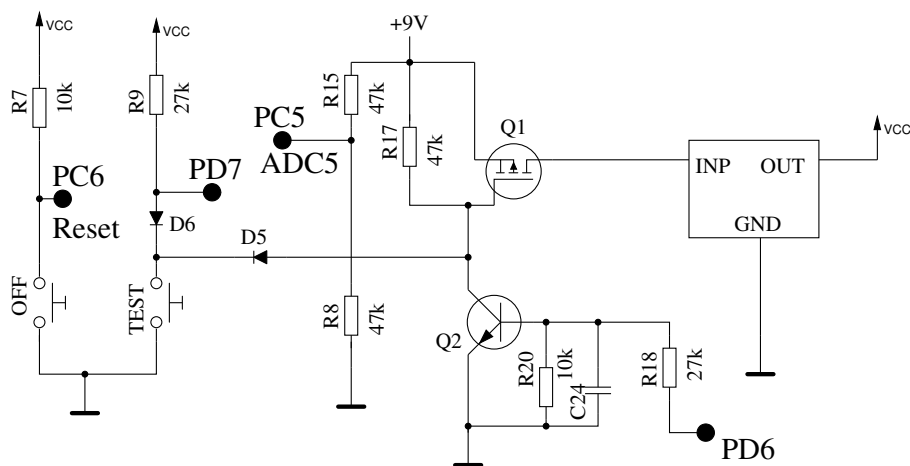 VCC
VCC
+9V
R7
10k
R9
27k
R15
47k
PC5
ADC5
R17
47k
Q1
VCC
INP
OUT
GND
PC6
Reset
PD7
D6
D5
OFF
TEST
R8
47k
Q2
R20
10k
C24
R18
27k
PD6